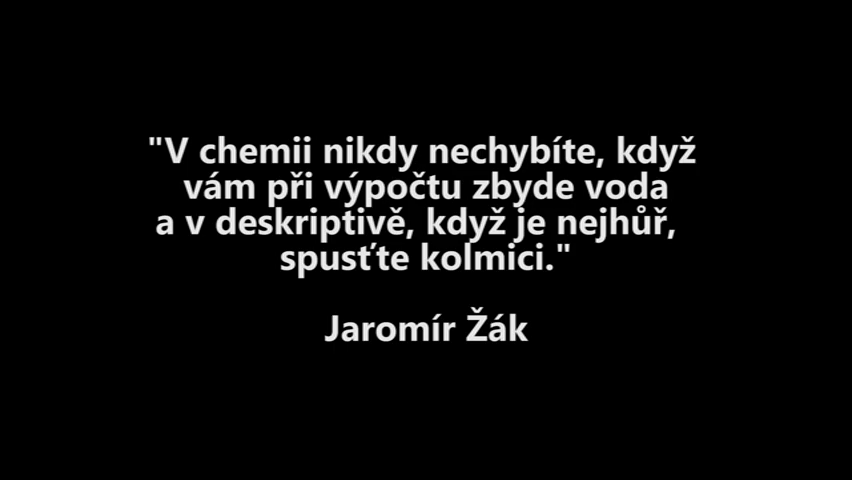 "V chemii nikdy nechybíte, když
vám při výpočtu zbyde voda
a v deskriptivě, když je nejhůř,
spusťte kolmici."
Jaromír Žák